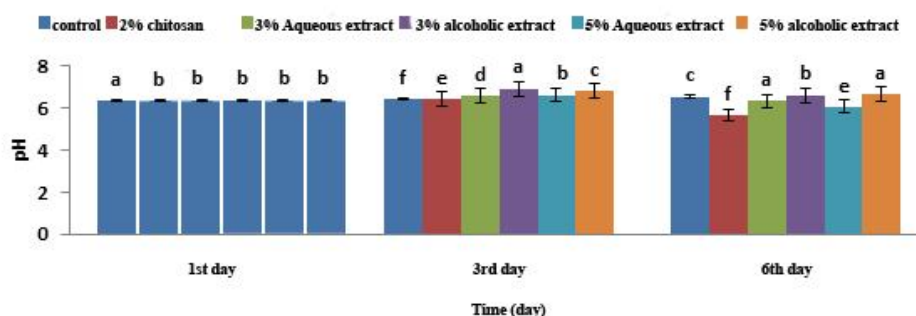 control 2% chitosan 3% Aqueous extract 3% alcoholic extract 5% Aqueous extract 5% alcoholic extract
8
6
4
2
0
pH
a b b b b b
f e d a b c
c f a b e a
1st day 3rd day 6th day
Time (day)